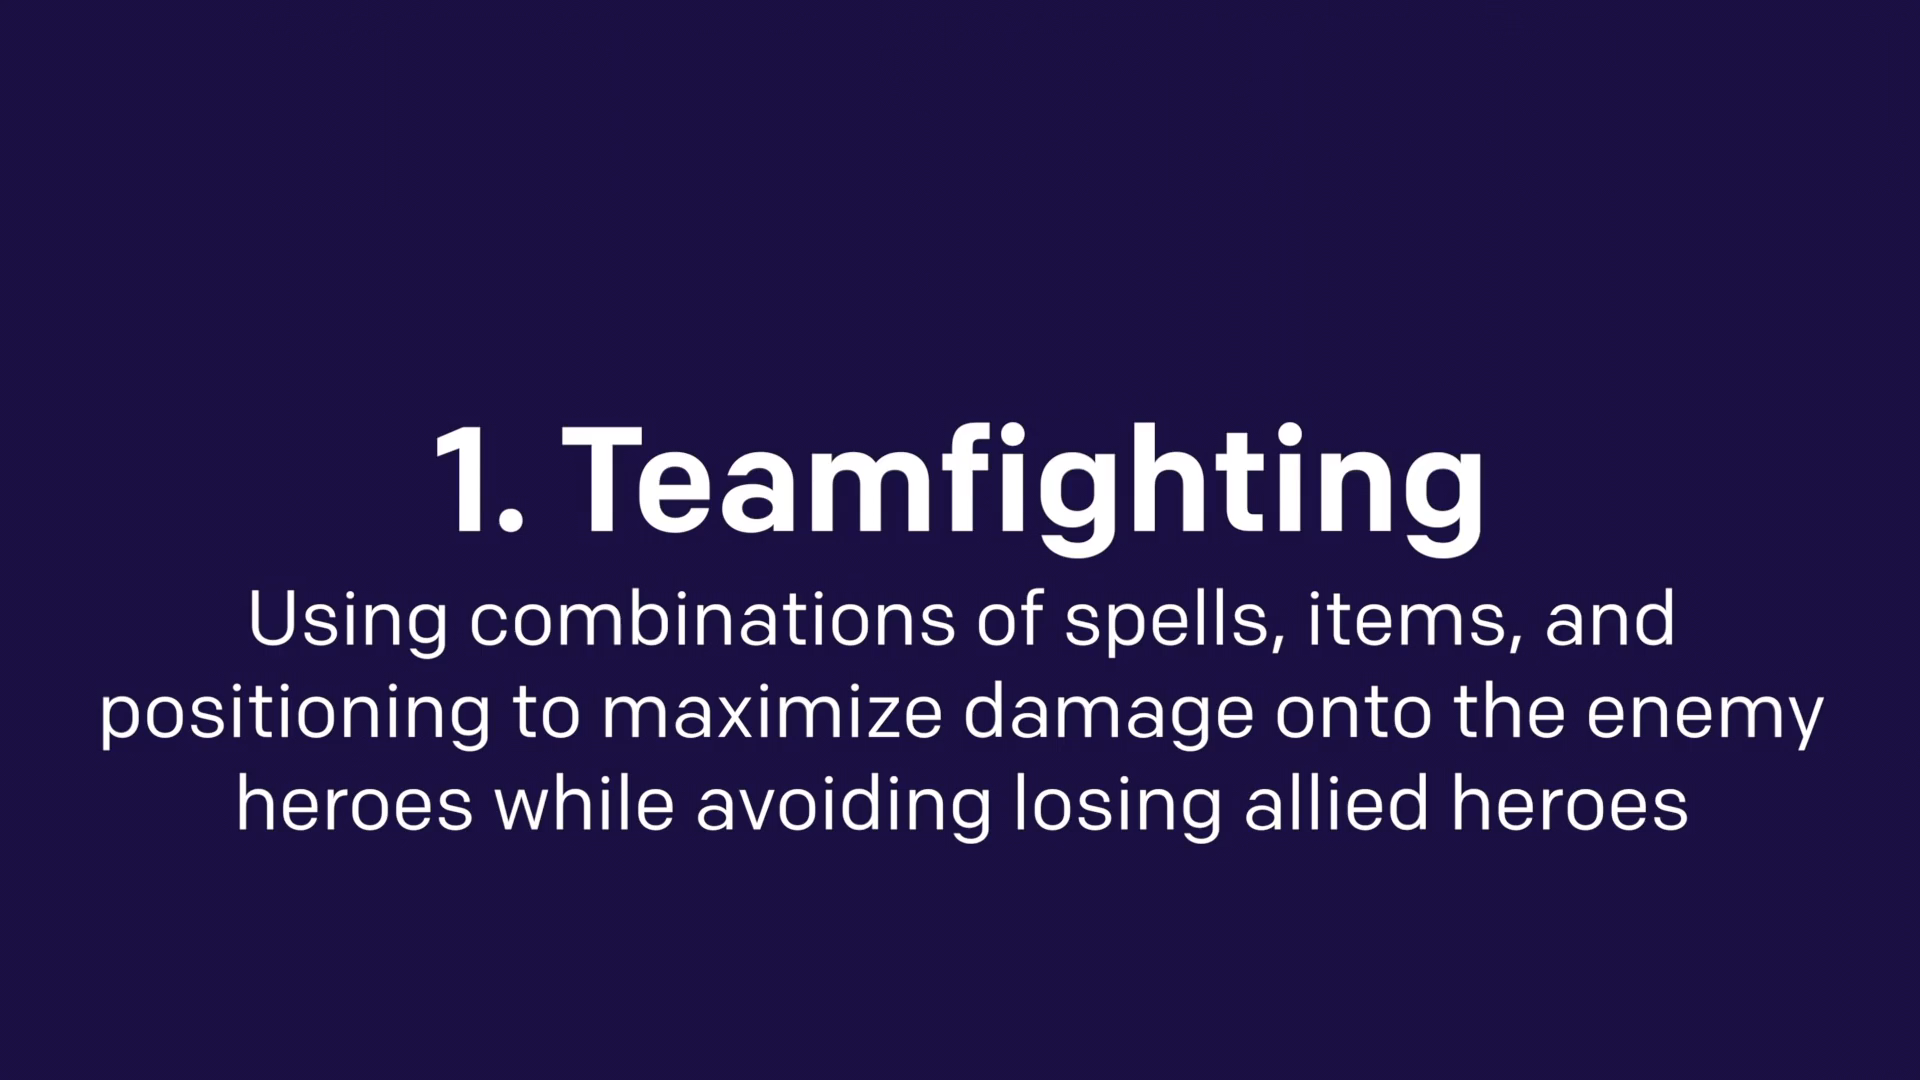 1. Teamfighting
Using combinations of spells, items, and
positioning to maximize damage onto the enemy
heroes while avoiding losing allied heroes